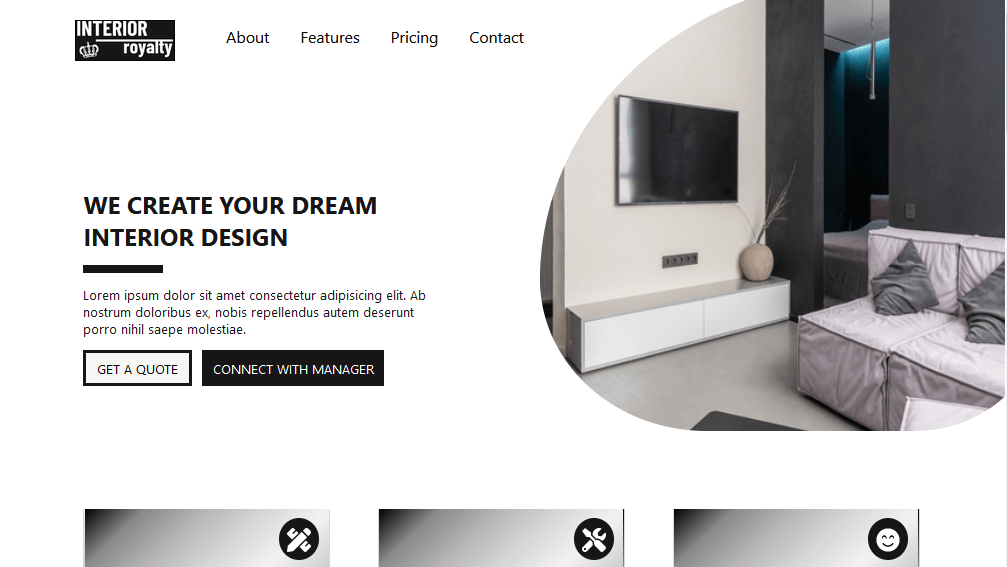 INTERIOR
royalty
About Features Pricing Contact
WE CREATE YOUR DREAM
INTERIOR DESIGN
Lorem ipsum dolor sit amet consectetur adipisicing elit. Ab
nostrum doloribus ex, nobis repellendus autem deserunt
porro nihil saepe molestiae.
GET A QUOTE CONNECT WITH MANAGER